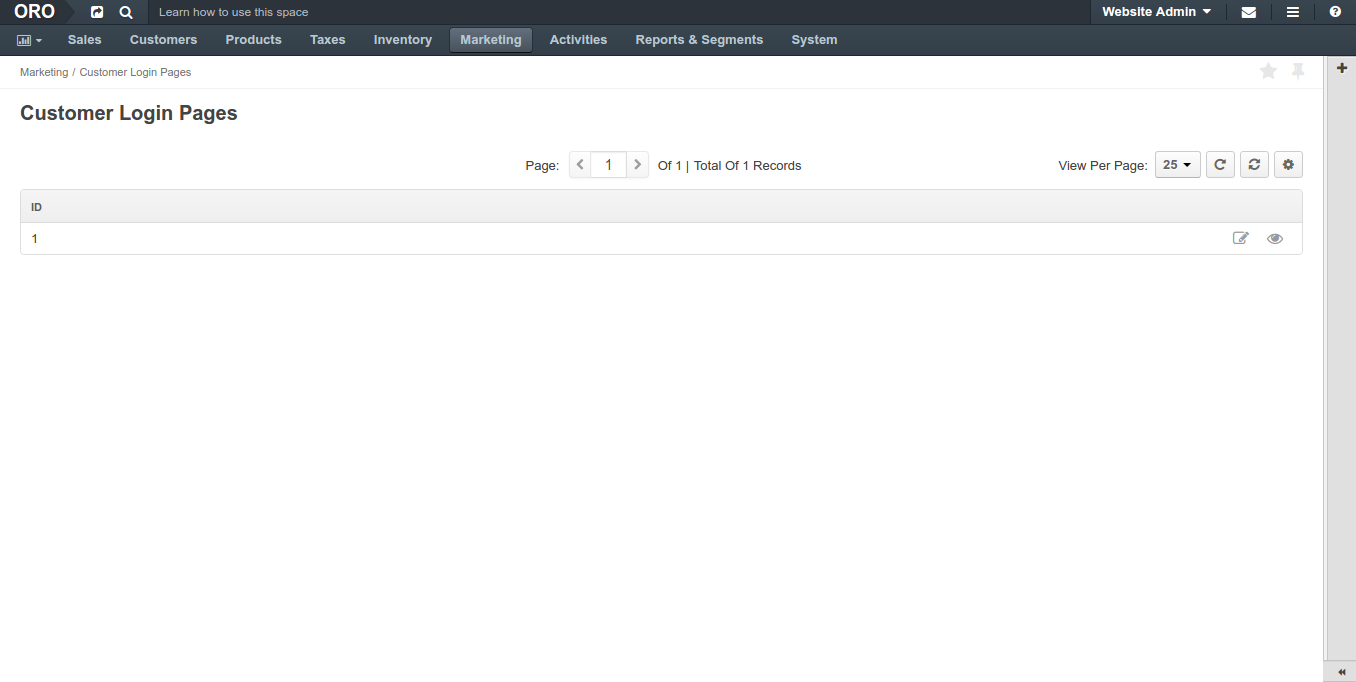 ORO Learn how to use this space Website Admin
Sales Customers Products Taxes Inventory Marketing Activities Reports & Segments System
Marketing / Customer Login Pages
Customer Login Pages
Page: 1 Of 1 | Total Of 1 Records View Per Page: 25
ID
1